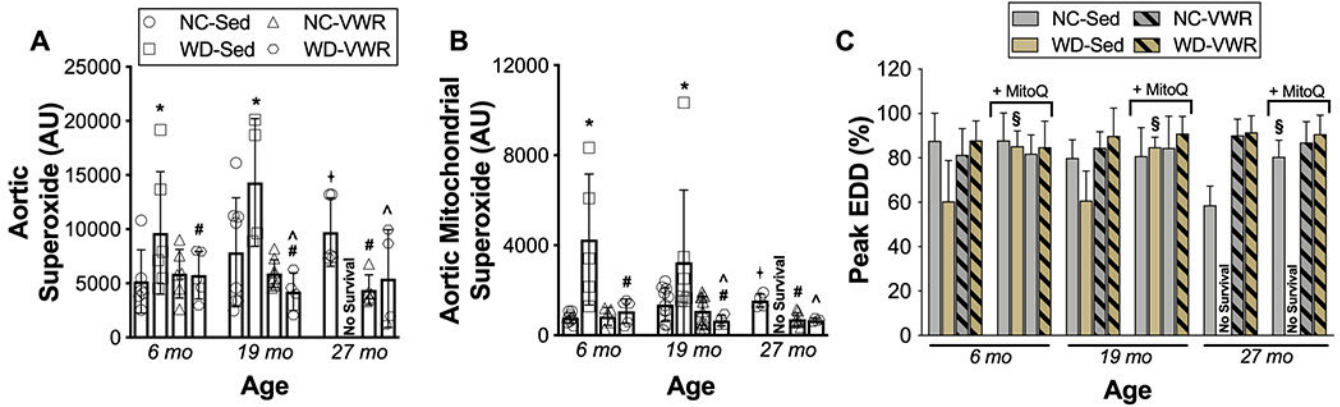 A
NC-Sed NC-VWR
WD-Sed WD-VWR
Aortic
Superoxide (AU)
25000
20000
15000
10000
5000
0
*
#
*
^
#
ǂ
No Survival
#
^
6 mo 19 mo 27 mo
Age
B
Aortic Mitochondrial
Superoxide (AU)
12000
8000
4000
0
*
#
*
^
#
ǂ
No Survival
#
^
6 mo 19 mo 27 mo
Age
C
NC-Sed NC-VWR
WD-Sed WD-VWR
Peak EDD (%)
120
100
80
60
40
20
0
+ MitoQ + MitoQ + MitoQ
§ § §
No Survival No Survival
6 mo 19 mo 27 mo
Age